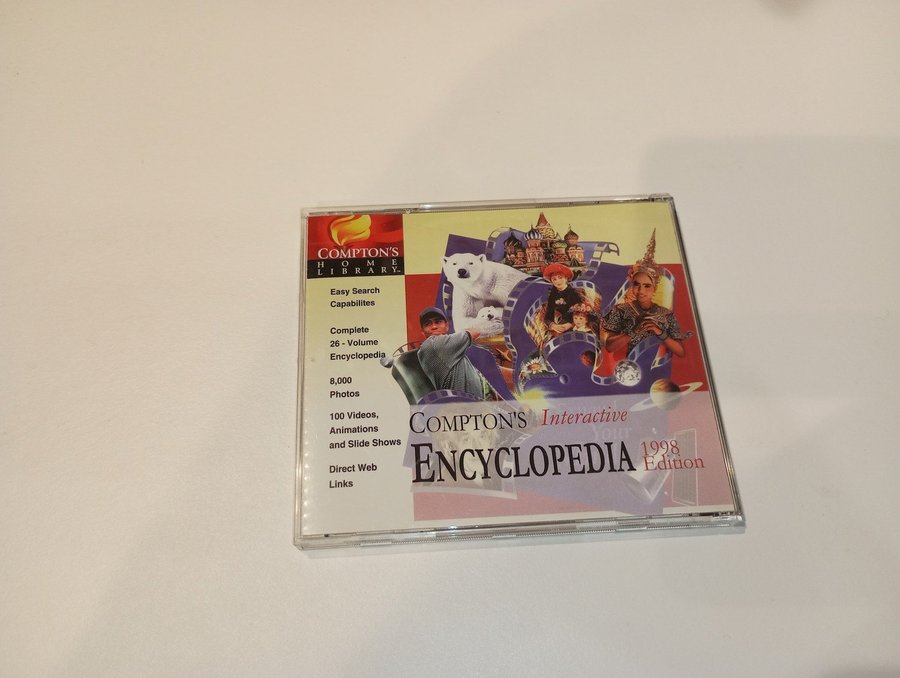 COMPTON'S
HOME
LIBRARY™
Easy Search
Capabilites
Complete
26 - Volume
Encyclopedia
8,000
Photos
100 Videos,
Animations
and Slide Shows
Direct Web
Links
COMPTON'S Interactive
ENCYCLOPEDIA 1998
Edition